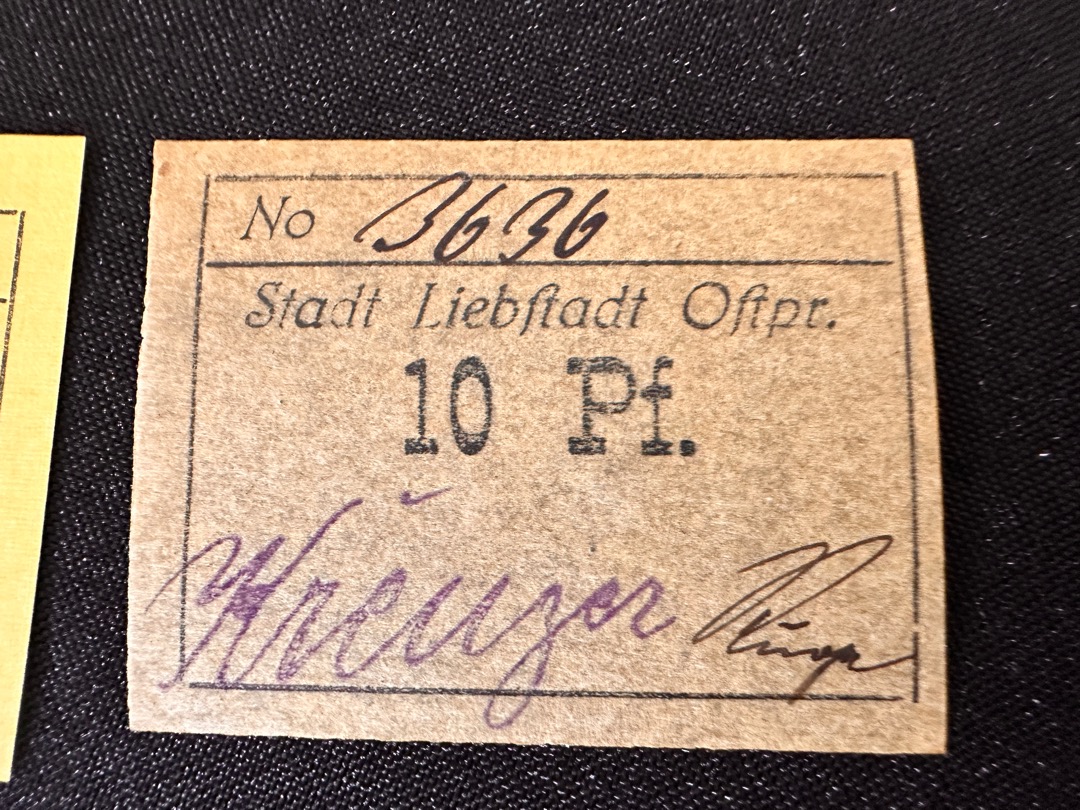 No 3636
Stadt Liebſtadt Oſtpr.
10 Pf.
Kreuzer